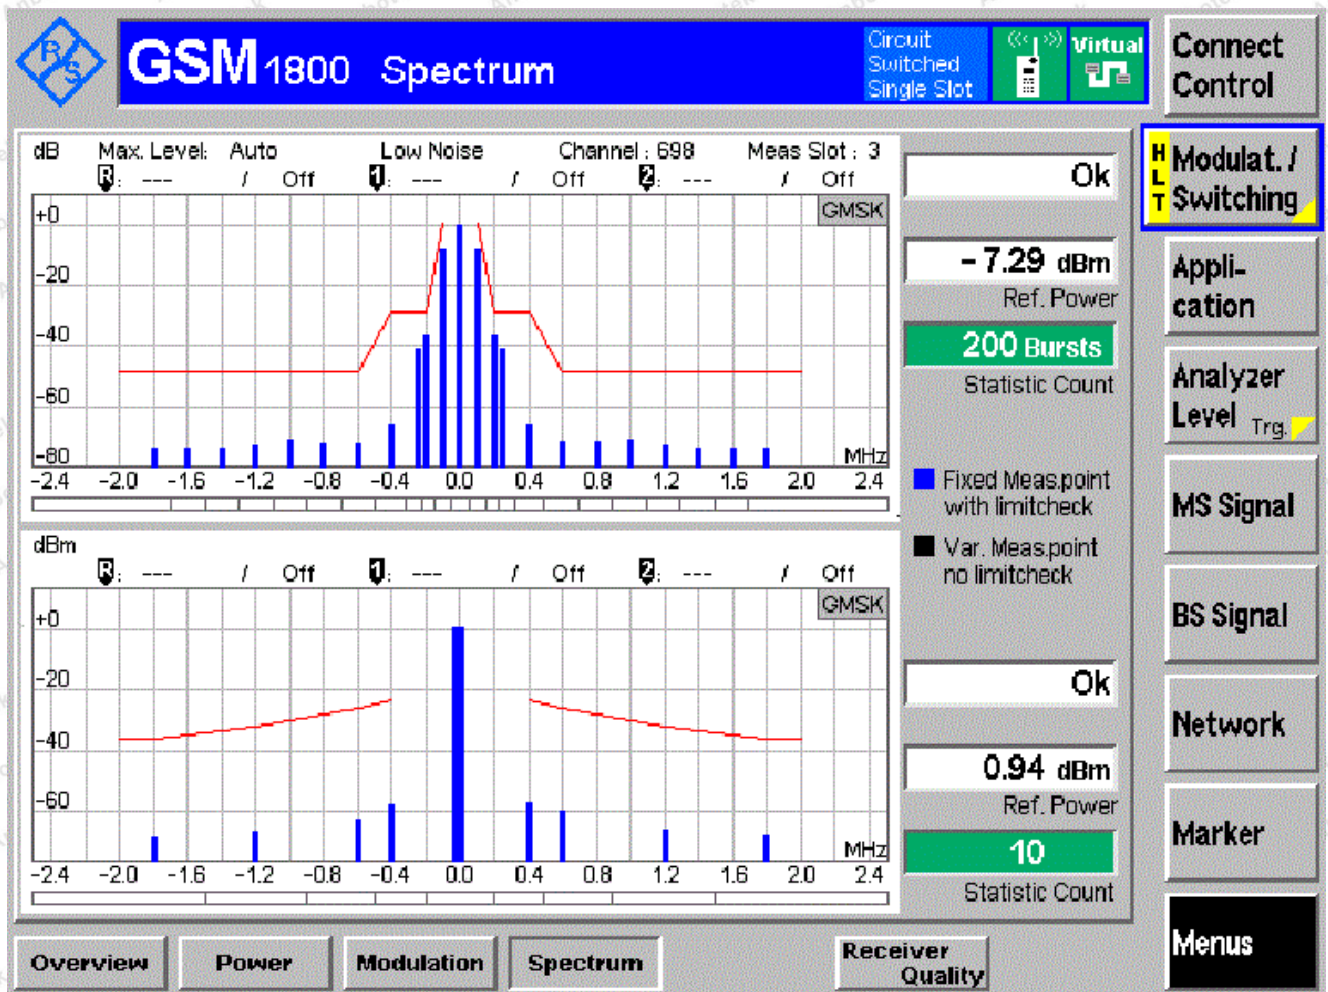 R S
GSM 1800 Spectrum
Circuit
Switched
Single Slot
Virtual
Connect
Control
dB Max. Level: Auto Low Noise Channel : 698 Meas Slot : 3
R : --- / Off 1 : --- / Off 2 : --- / Off
GMSK
+0
-20
-40
-60
-80
MHz
-2.4 -2.0 -1.6 -1.2 -0.8 -0.4 0.0 0.4 0.8 1.2 1.6 2.0 2.4
Ok
- 7.29 dBm
Ref. Power
200 Bursts
Statistic Count
Fixed Meas.point
with limitcheck
Var. Meas.point
no limitcheck
dBm
R : --- / Off 1 : --- / Off 2 : --- / Off
GMSK
+0
-20
-40
-60
MHz
-2.4 -2.0 -1.6 -1.2 -0.8 -0.4 0.0 0.4 0.8 1.2 1.6 2.0 2.4
Ok
0.94 dBm
Ref. Power
10
Statistic Count
HLT
Modulat. /
Switching
Appli-
cation
Analyzer
Level Trg.
MS Signal
BS Signal
Network
Marker
Menus
Overview Power Modulation Spectrum Receiver
Quality